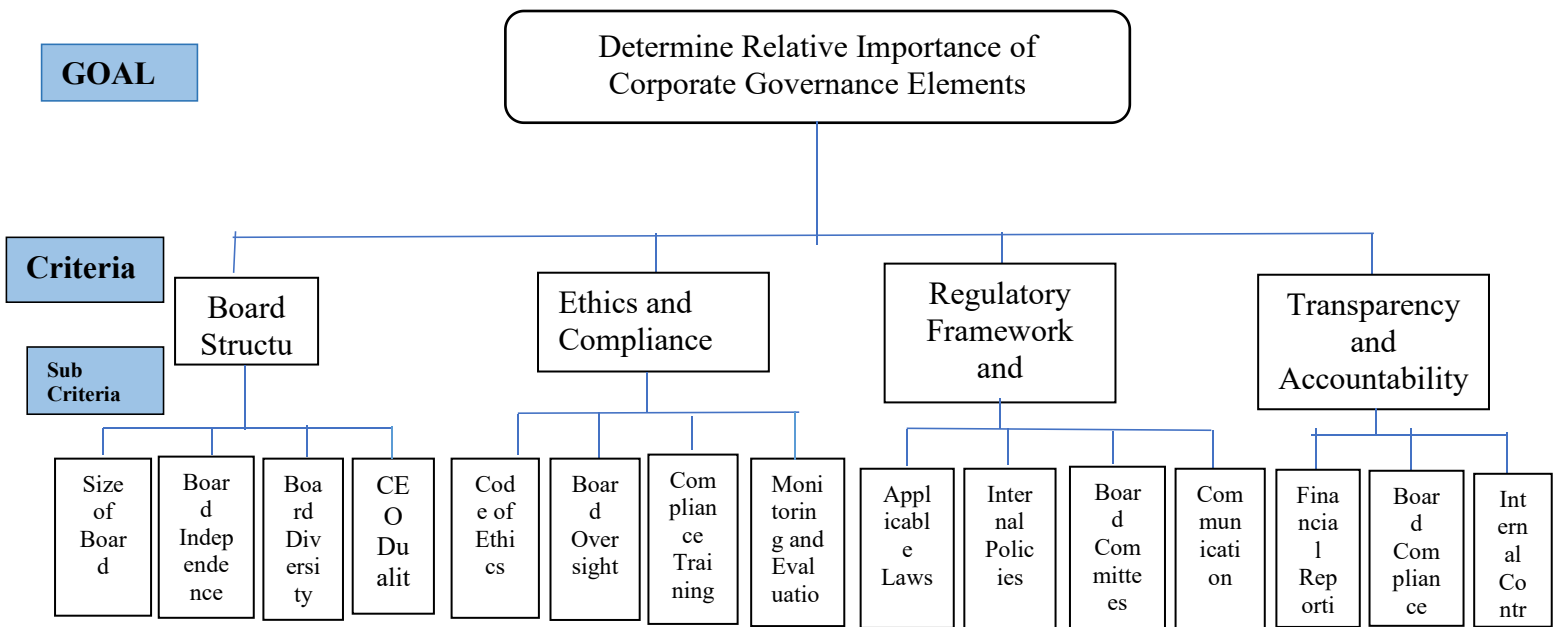 GOAL
Determine Relative Importance of
Corporate Governance Elements
Criteria
Board
Structu
Ethics and
Compliance
Regulatory
Framework
and
Transparency
and
Accountability
Sub
Criteria
Size
of
Boar
d
Boar
d
Indep
ende
nce
Boa
rd
Div
ersi
ty
CE
O
Du
alit
Cod
e of
Ethi
cs
Boar
d
Over
sight
Com
plian
ce
Trai
ning
Moni
torin
g and
Eval
uatio
Appl
icabl
e
Laws
Inter
nal
Polic
ies
Boar
d
Com
mitte
es
Com
mun
icati
on
Fina
ncia
l
Rep
orti
Boar
d
Com
plian
ce
Int
ern
al
Co
ntr